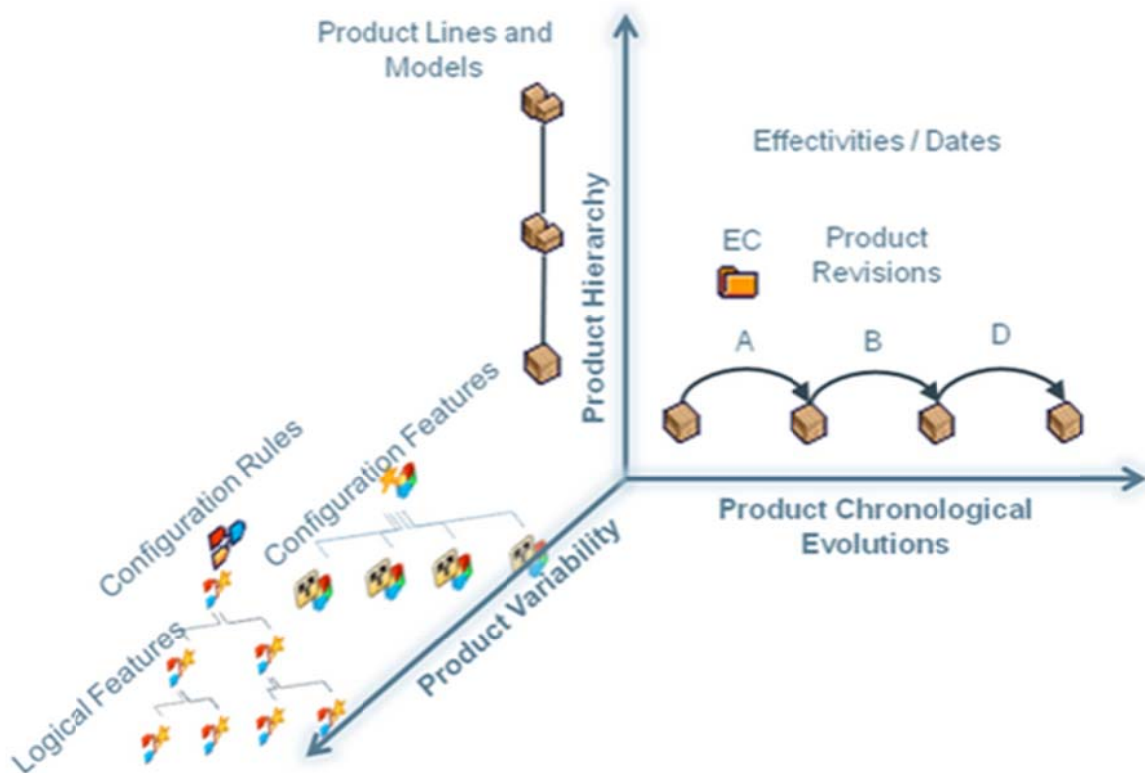 Product Lines and
Models
Product Hierarchy
Effectivities / Dates
EC
Product
Revisions
A
B
D
Product Chronological
Evolutions
Configuration Rules
Configuration Features
Logical Features
Product Variability